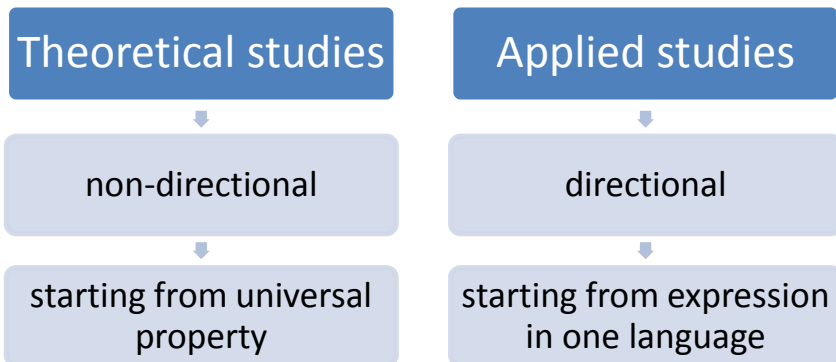 Theoretical studies
non-directional
starting from universal
property
Applied studies
directional
starting from expression
in one language